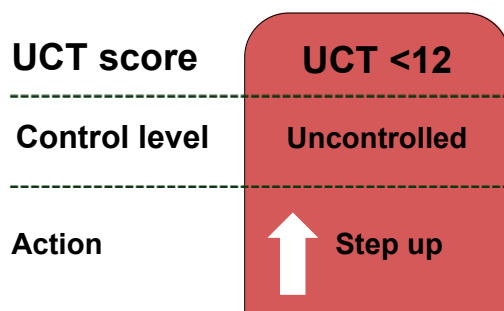 UCT score UCT <12
Control level Uncontrolled
Action Step up